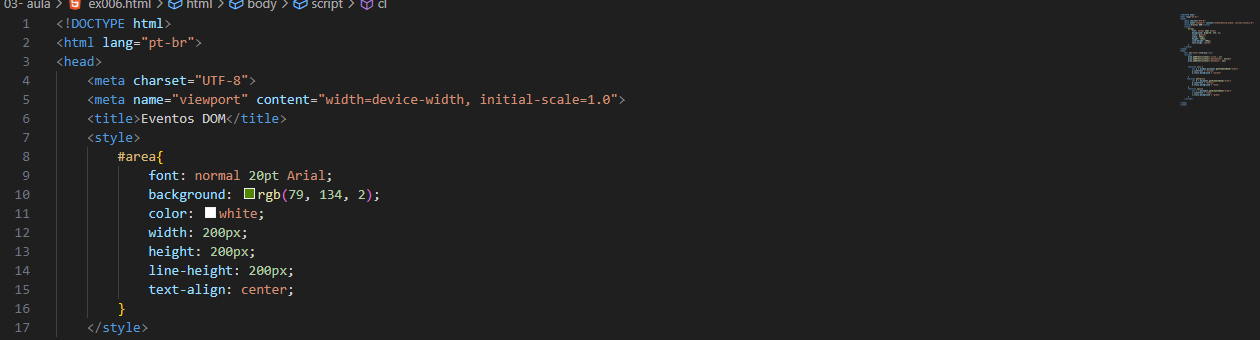 03- aula > ex006.html > html > body > script > cl
1 <!DOCTYPE html>
2 <html lang="pt-br">
3 <head>
4     <meta charset="UTF-8">
5     <meta name="viewport" content="width=device-width, initial-scale=1.0">
6     <title>Eventos DOM</title>
7     <style>
8         #area{
9             font: normal 20pt Arial;
10             background: rgb(79, 134, 2);
11             color: white;
12             width: 200px;
13             height: 200px;
14             line-height: 200px;
15             text-align: center;
16         }
17     </style>